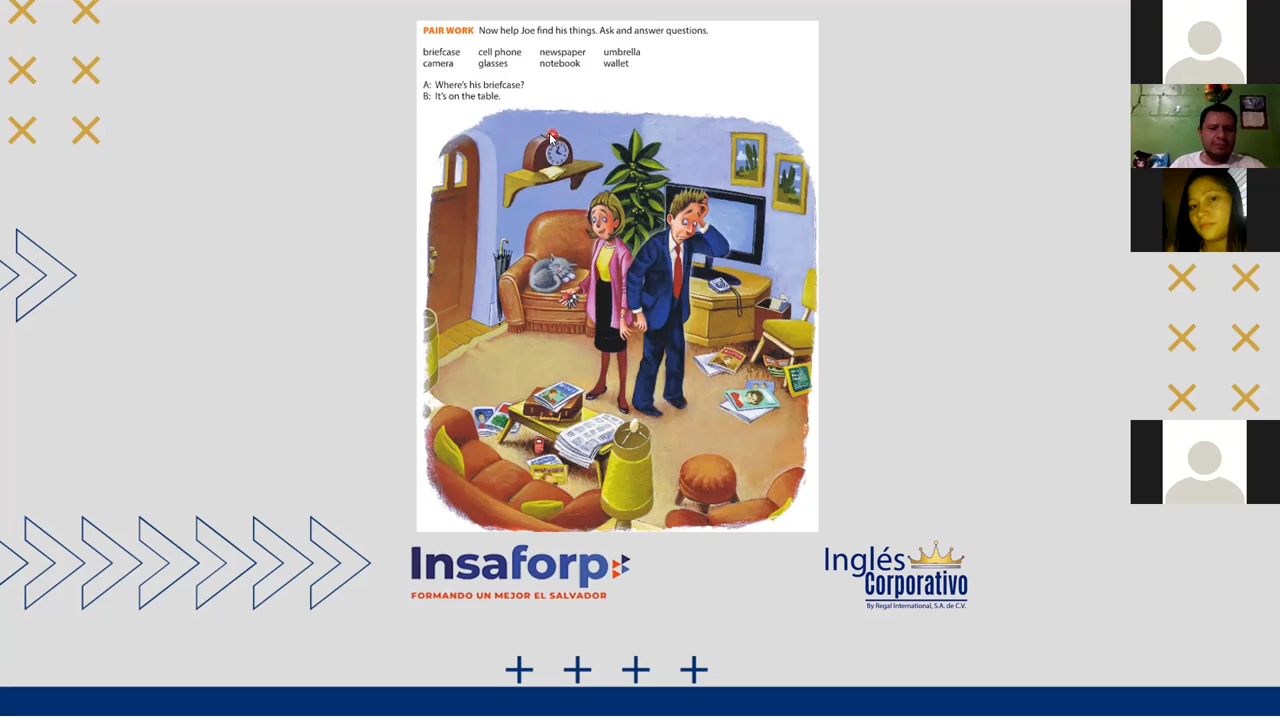 PAIR WORK Now help Joe find his things. Ask and answer questions.
briefcase cell phone newspaper umbrella
camera glasses notebook wallet
A: Where's his briefcase?
B: It's on the table.
Insaforp
FORMANDO UN MEJOR EL SALVADOR
Inglés
Corporativo
By Regal International, S.A. de C.V.